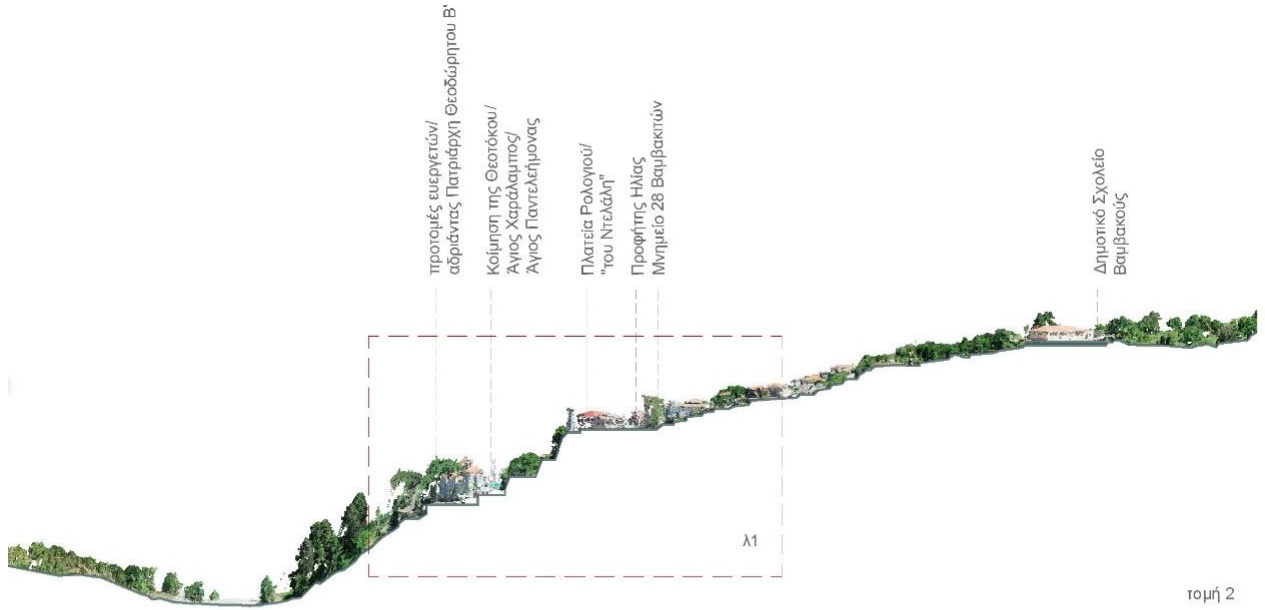 προτομές ευεργετών/
αδριάντας Πατριάρχη Θεοδώρητου Β'
Κοίμηση της Θεοτόκου/
Άγιος Χαράλαμπος/
Άγιος Παντελεήμονας
Πλατεία Ρολογιού/
"του Ντελάλη"
Προφήτης Ηλίας
Μνημείο 28 Βαμβακιτών
Δημοτικό Σχολείο
Βαμβακούς
λ1
τομή 2